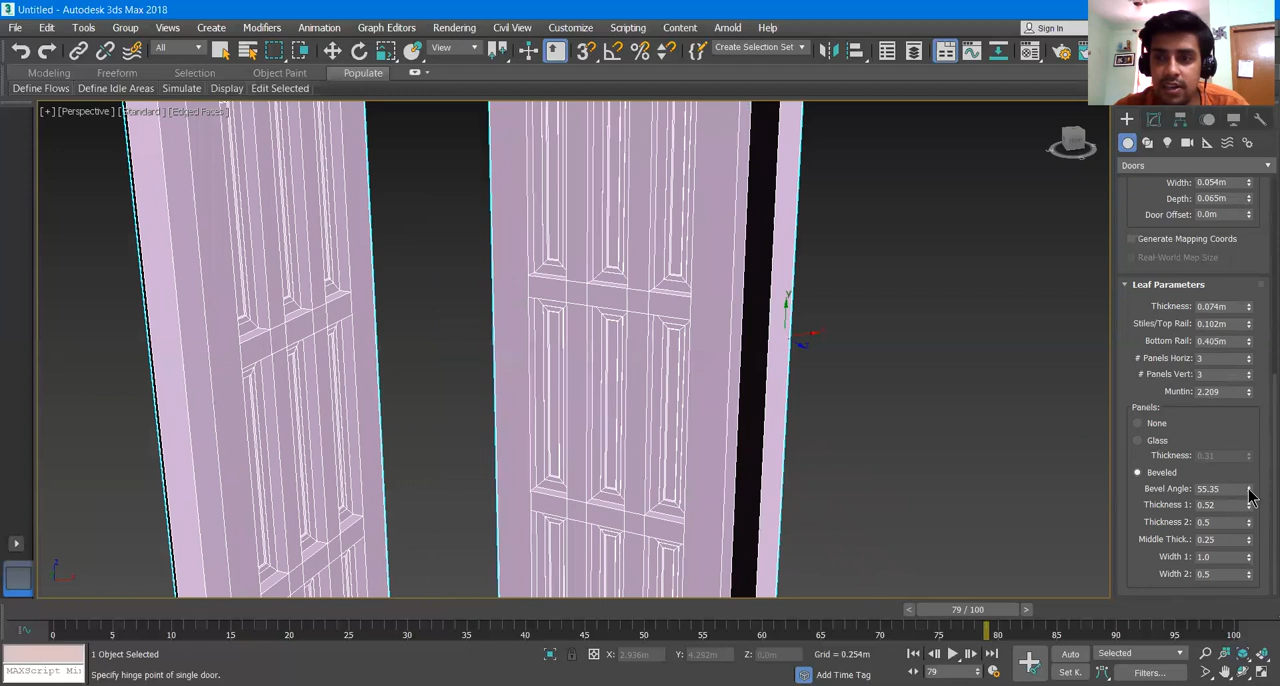 Untitled - Autodesk 3ds Max 2018
File Edit Tools Group Views Create Modifiers Animation Graph Editors Rendering Civil View Customize Scripting Content Arnold Help
Sign In
All View Create Selection Set
Modeling Freeform Selection Object Paint Populate
Define Flows Define Idle Areas Simulate Display Edit Selected
[+] [Perspective] [Standard] [Edged Faces]
Doors
Width: 0.054m
Depth: 0.065m
Door Offset: 0.0m
Generate Mapping Coords
Real-World Map Size
Leaf Parameters
Thickness: 0.074m
Stiles/Top Rail: 0.102m
Bottom Rail: 0.405m
# Panels Horiz: 3
# Panels Vert: 3
Muntin: 2.209
Panels:
None
Glass
Thickness: 0.31
Beveled
Bevel Angle: 55.35
Thickness 1: 0.52
Thickness 2: 0.5
Middle Thick.: 0.25
Width 1: 1.0
Width 2: 0.5
79 / 100
0 5 10 15 20 25 30 35 40 45 50 55 60 65 70 75 80 85 90 95 100
1 Object Selected
X: 2.936m Y: 4.292m Z: 0.0m Grid = 0.254m
Auto Selected
MAXScript Mi
Specify hinge point of single door.
Add Time Tag
79
Set K. Filters...